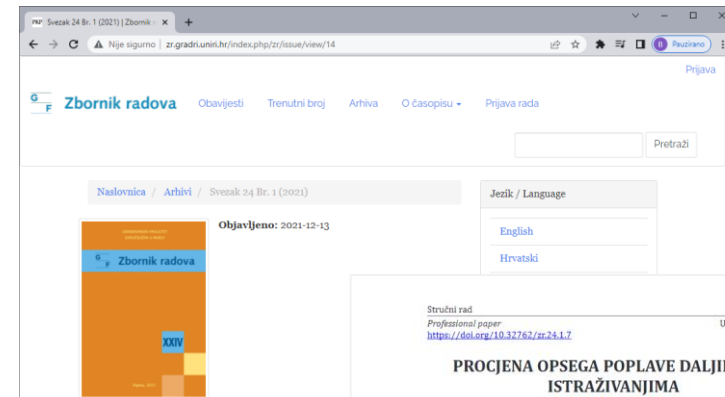 PKP Svezak 24 Br. 1 (2021) | Zbornik r
Nije sigurno | zr.gradri.uniri.hr/index.php/zr/issue/view/14
B Pauzirano
Prijava
G F Zbornik radova Obavijesti Trenutni broj Arhiva O časopisu Prijava rada
Pretraži
Naslovnica / Arhivi / Svezak 24 Br. 1 (2021)
Jezik / Language
English
Hrvatski
Objavljeno: 2021-12-13
G F Zbornik radova
XXIV
Stručni rad
Professional paper
U
https://doi.org/10.32762/zr.24.1.7
PROCJENA OPSEGA POPLAVE DALJI
ISTRAŽIVANJIMA